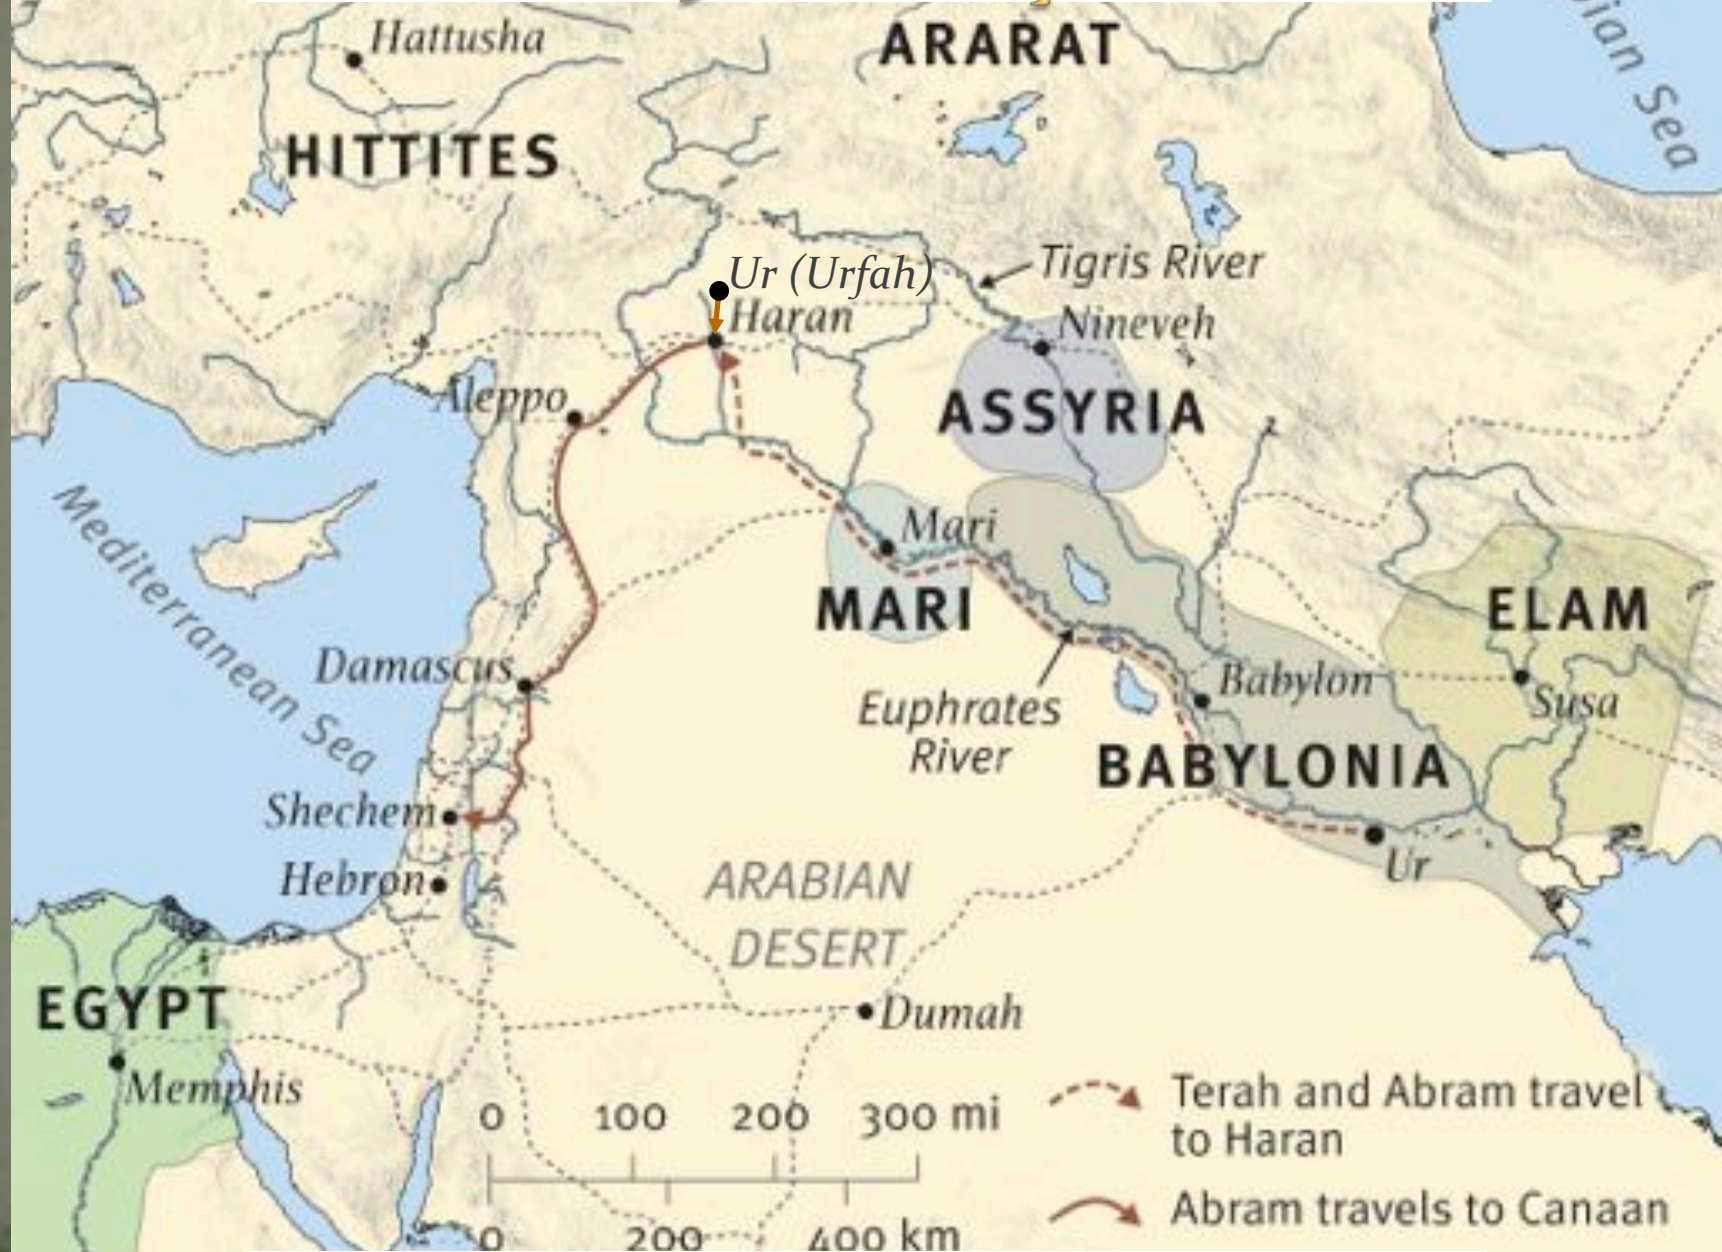 Hattusha
ARARAT
HITTITES
Sea
Ur (Urfah)
Tigris River
Haran
Nineveh
Aleppo
ASSYRIA
Mari
MARI
ELAM
Mediterranean Sea
Damascus
Babylon
Susa
Euphrates
River
BABYLONIA
Shechem
Ur
Hebron
ARABIAN
DESERT
EGYPT
Dumah
Memphis
0 100 200 300 mi
0 200 400 km
Terah and Abram travel
to Haran
Abram travels to Canaan